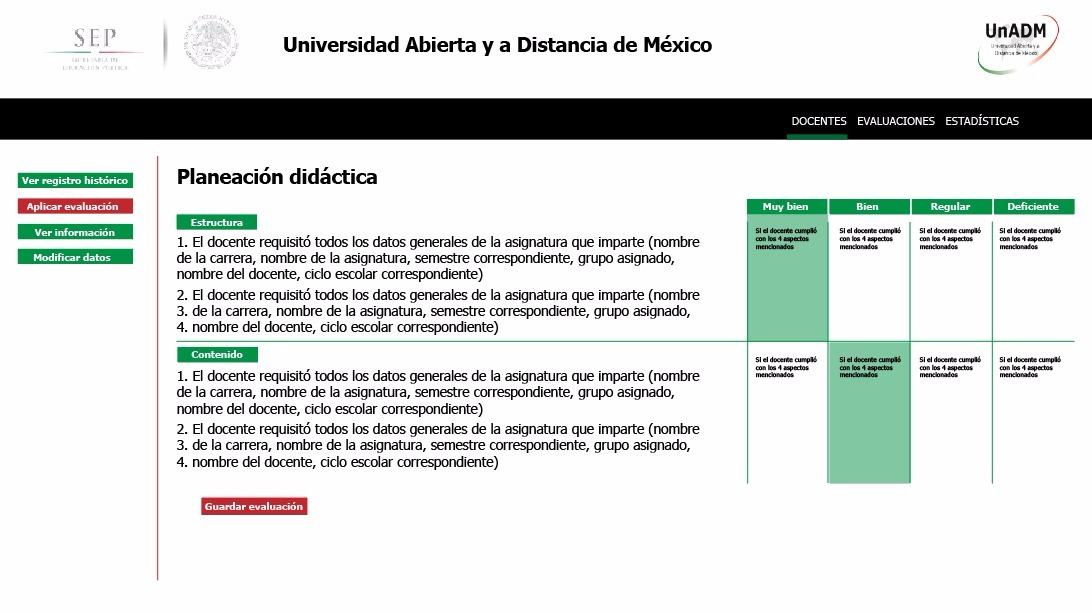 SEP
SECRETARÍA DE
EDUCACIÓN PÚBLICA
Universidad Abierta y a Distancia de México
UnADM
Universidad Abierta y a
Distancia de México
DOCENTES EVALUACIONES ESTADÍSTICAS
Ver registro histórico
Aplicar evaluación
Ver información
Modificar datos
Planeación didáctica
Muy bien Bien Regular Deficiente
Estructura
1. El docente requisitó todos los datos generales de la asignatura que imparte (nombre
de la carrera, nombre de la asignatura, semestre correspondiente, grupo asignado,
nombre del docente, ciclo escolar correspondiente)
2. El docente requisitó todos los datos generales de la asignatura que imparte (nombre
3. de la carrera, nombre de la asignatura, semestre correspondiente, grupo asignado,
4. nombre del docente, ciclo escolar correspondiente)
Si el docente cumplió
con los 4 aspectos
mencionados
Si el docente cumplió
con los 4 aspectos
mencionados
Si el docente cumplió
con los 4 aspectos
mencionados
Si el docente cumplió
con los 4 aspectos
mencionados
Contenido
1. El docente requisitó todos los datos generales de la asignatura que imparte (nombre
de la carrera, nombre de la asignatura, semestre correspondiente, grupo asignado,
nombre del docente, ciclo escolar correspondiente)
2. El docente requisitó todos los datos generales de la asignatura que imparte (nombre
3. de la carrera, nombre de la asignatura, semestre correspondiente, grupo asignado,
4. nombre del docente, ciclo escolar correspondiente)
Si el docente cumplió
con los 4 aspectos
mencionados
Si el docente cumplió
con los 4 aspectos
mencionados
Si el docente cumplió
con los 4 aspectos
mencionados
Si el docente cumplió
con los 4 aspectos
mencionados
Guardar evaluación